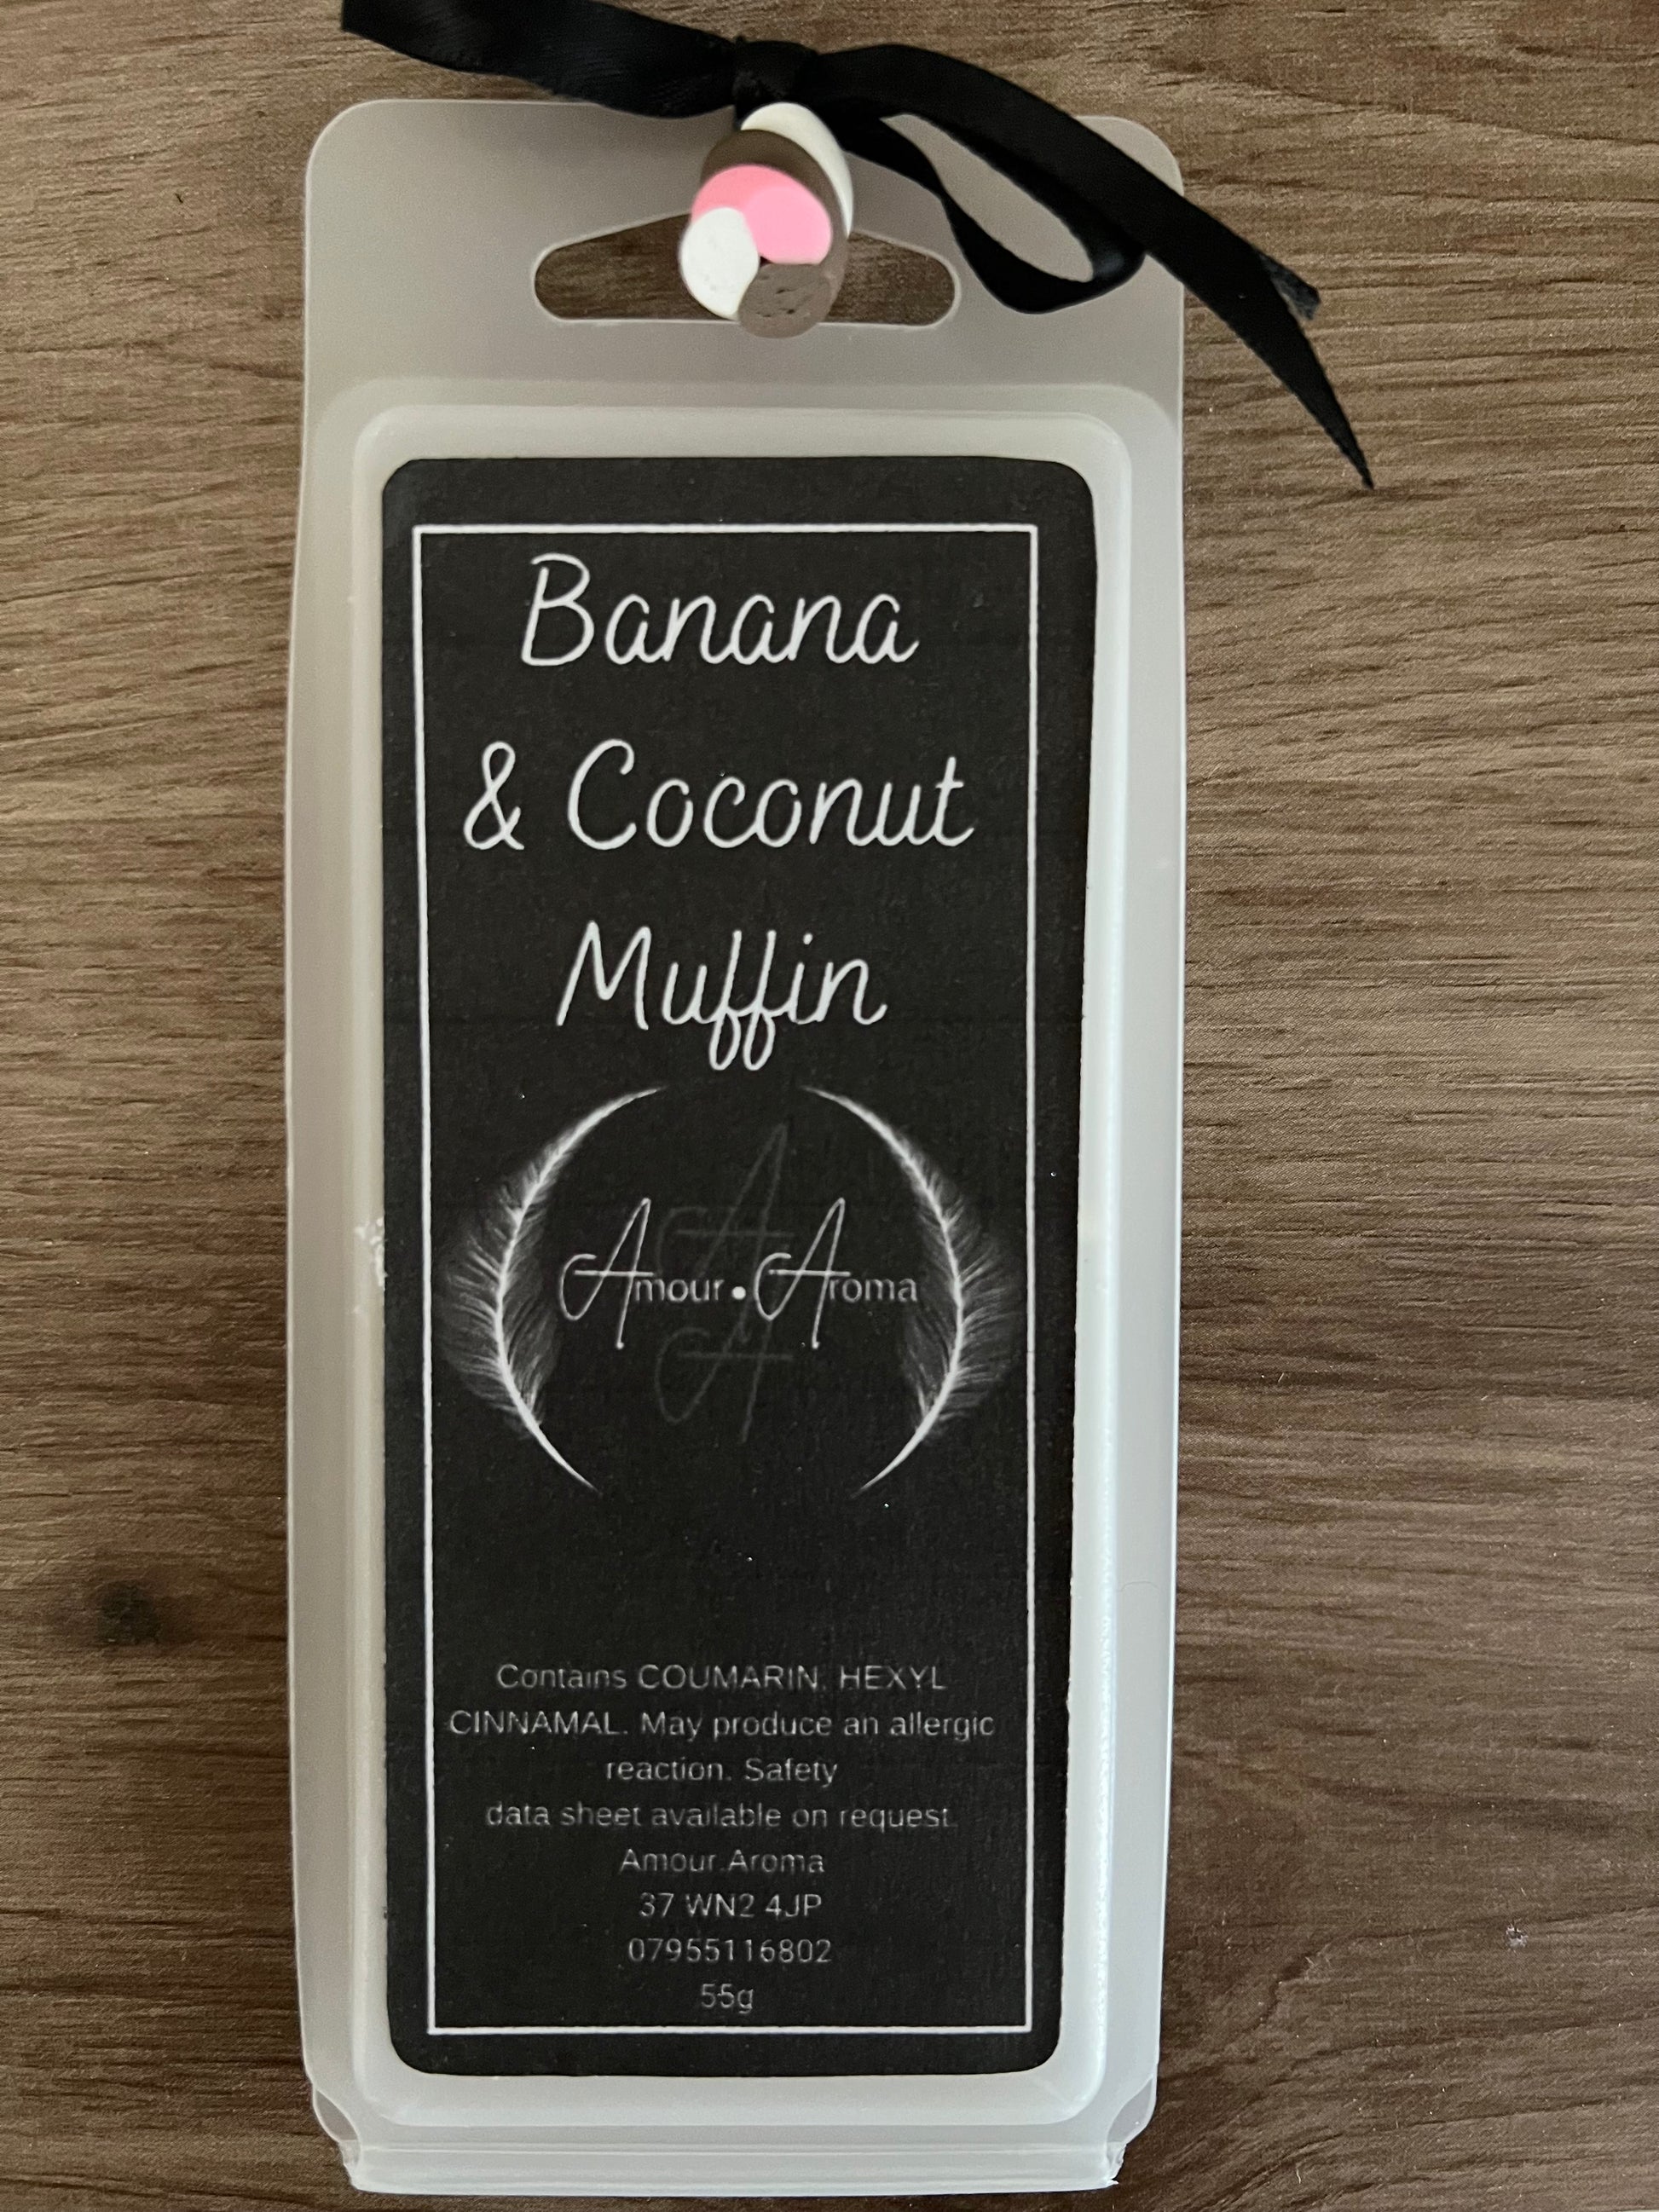 Banana
& Coconut
Muffin
Amour • Aroma
Contains COUMARIN, HEXYL
CINNAMAL. May produce an allergic
reaction. Safety
data sheet available on request.
Amour.Aroma
37 WN2 4JP
07955116802
55g